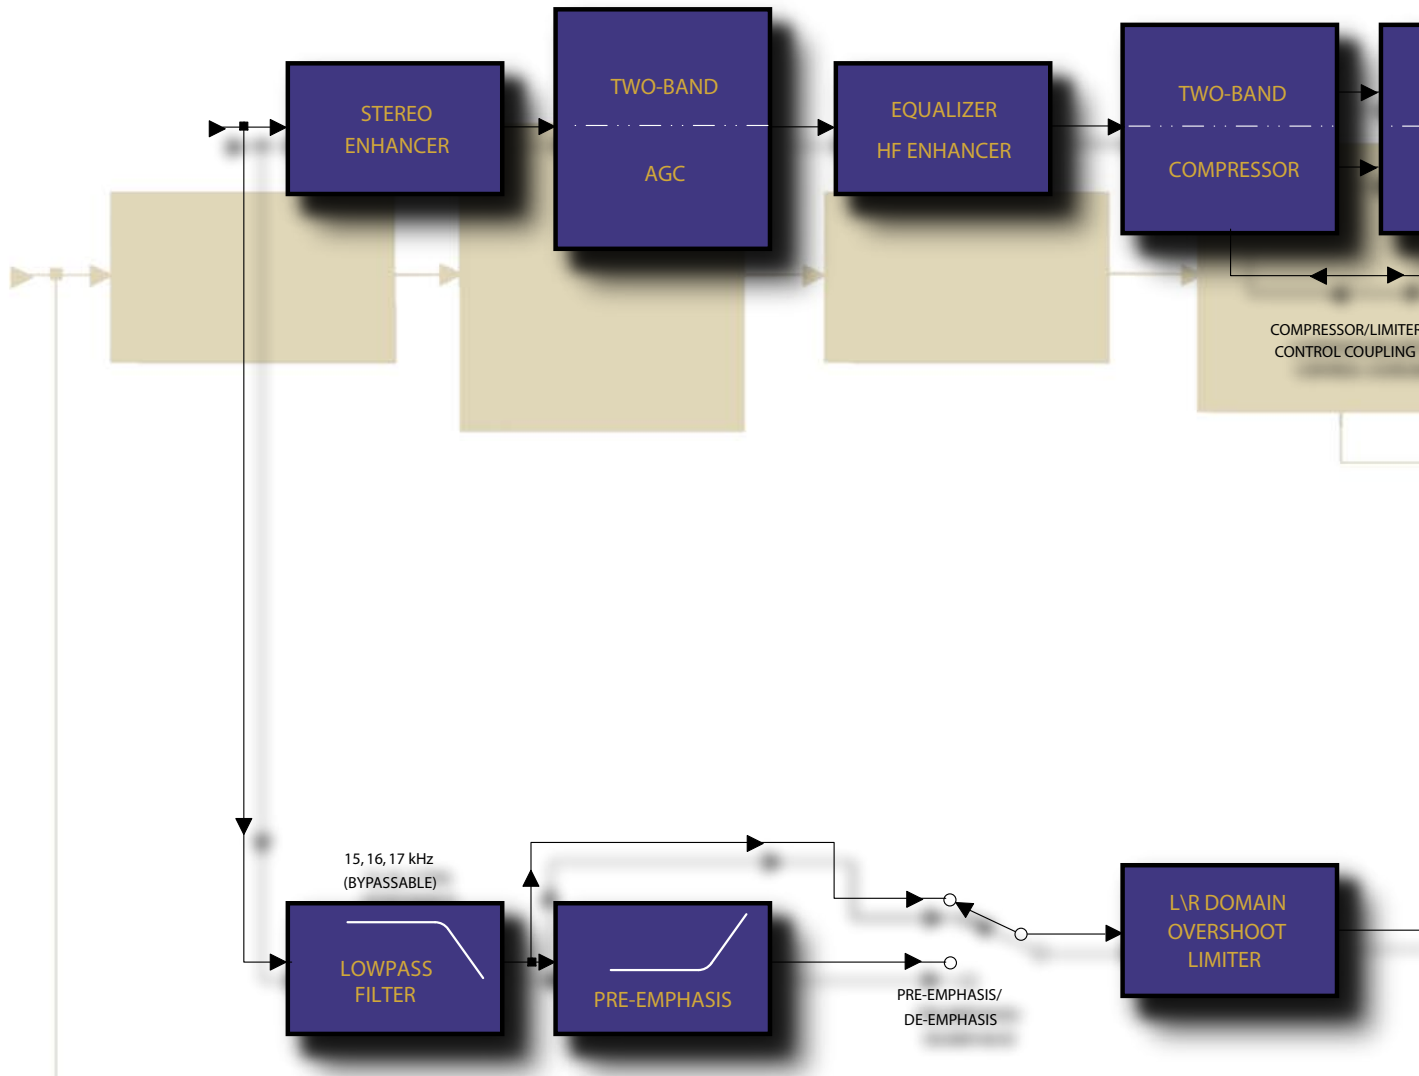 STEREO
ENHANCER
TWO-BAND
AGC
EQUALIZER
HF ENHANCER
TWO-BAND
COMPRESSOR
COMPRESSOR/LIMITER
CONTROL COUPLING
15, 16, 17 kHz
(BYPASSABLE)
LOWPASS
FILTER
PRE-EMPHASIS
PRE-EMPHASIS/
DE-EMPHASIS
L\R DOMAIN
OVERSHOOT
LIMITER